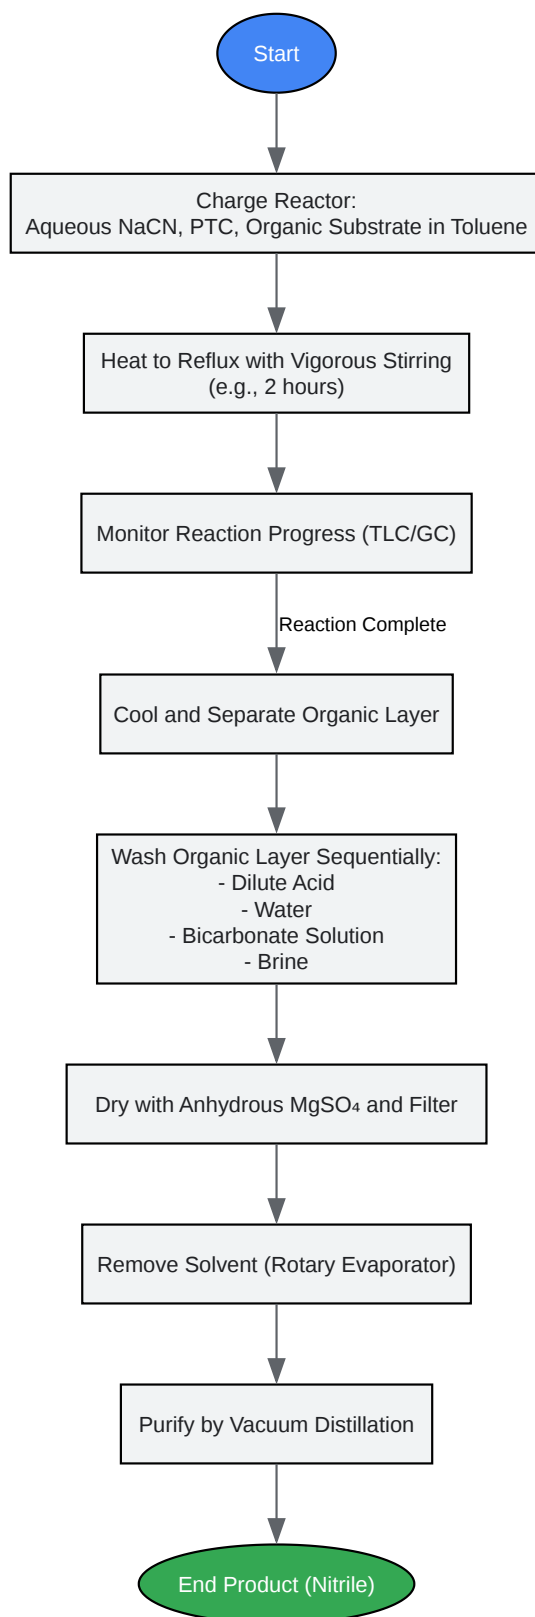 Start
Charge Reactor:
Aqueous NaCN, PTC, Organic Substrate in Toluene
Heat to Reflux with Vigorous Stirring
(e.g., 2 hours)
Monitor Reaction Progress (TLC/GC)
Reaction Complete
Cool and Separate Organic Layer
Wash Organic Layer Sequentially:
- Dilute Acid
- Water
- Bicarbonate Solution
- Brine
Dry with Anhydrous MgSO₄ and Filter
Remove Solvent (Rotary Evaporator)
Purify by Vacuum Distillation
End Product (Nitrile)